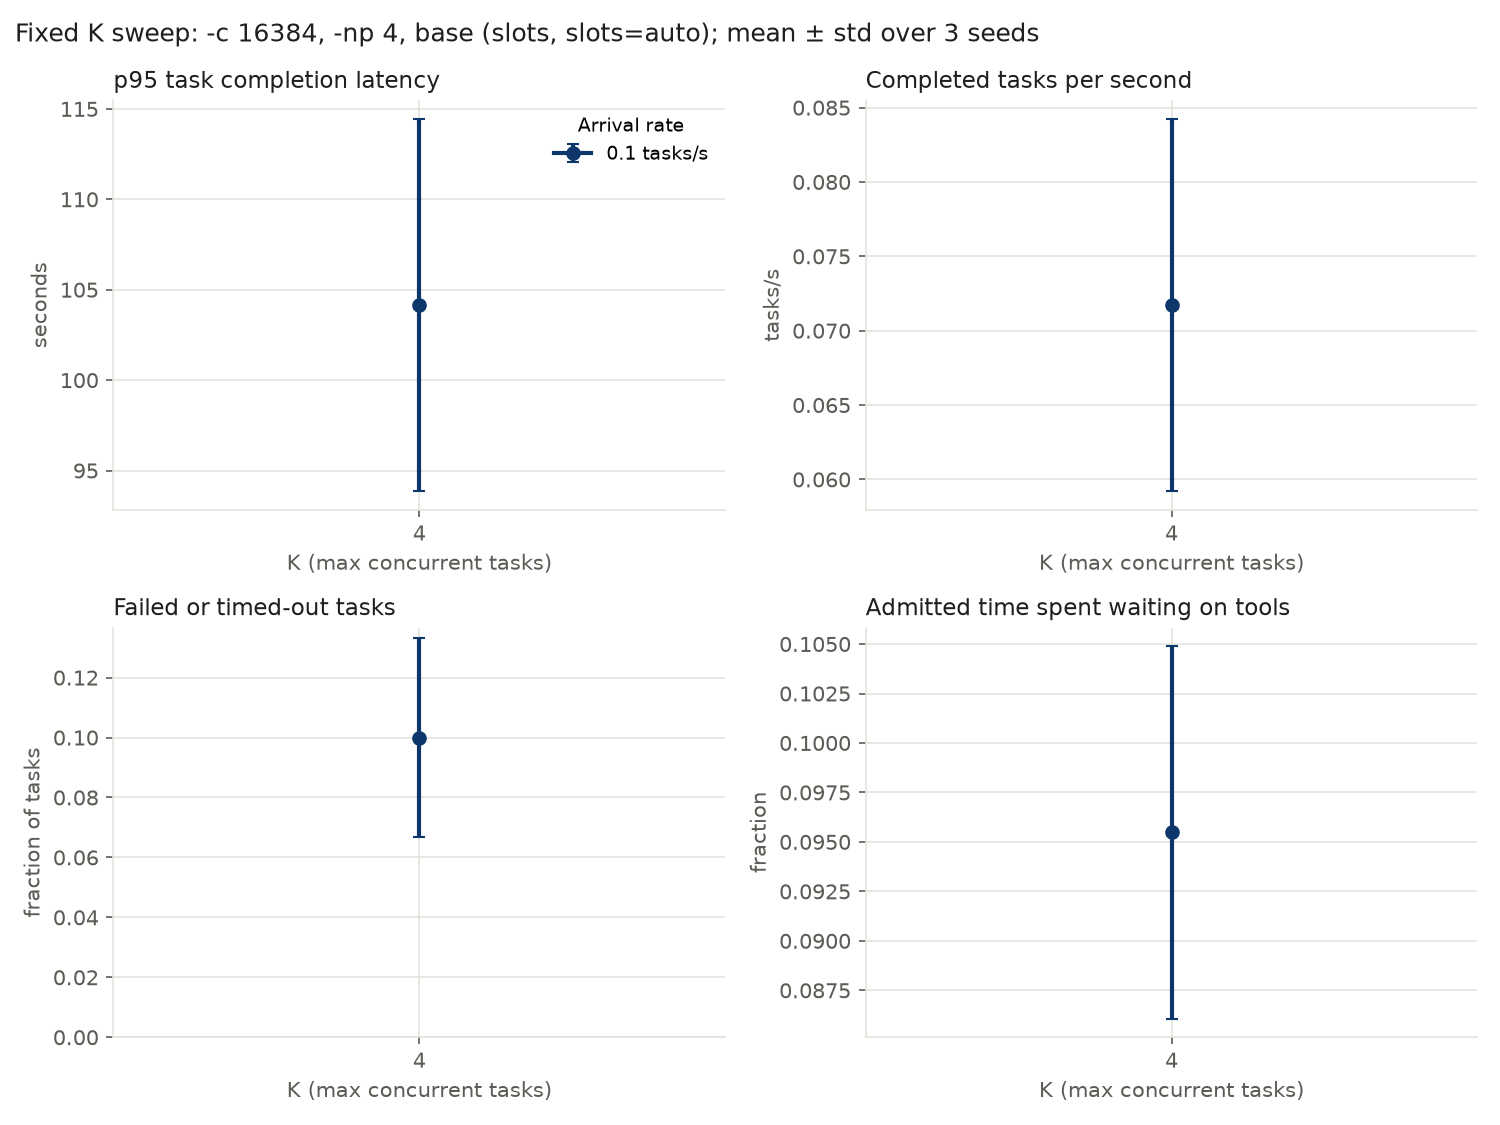 Fixed K sweep: -c 16384, -np 4, base (slots, slots=auto); mean ± std over 3 seeds
p95 task completion latency
115
110
105
100
95
seconds
Arrival rate
0.1 tasks/s
4
K (max concurrent tasks)
Completed tasks per second
0.085
0.080
0.075
0.070
0.065
0.060
tasks/s
4
K (max concurrent tasks)
Failed or timed-out tasks
0.12
0.10
0.08
0.06
0.04
0.02
0.00
fraction of tasks
4
K (max concurrent tasks)
Admitted time spent waiting on tools
0.1050
0.1025
0.1000
0.0975
0.0950
0.0925
0.0900
0.0875
fraction
4
K (max concurrent tasks)